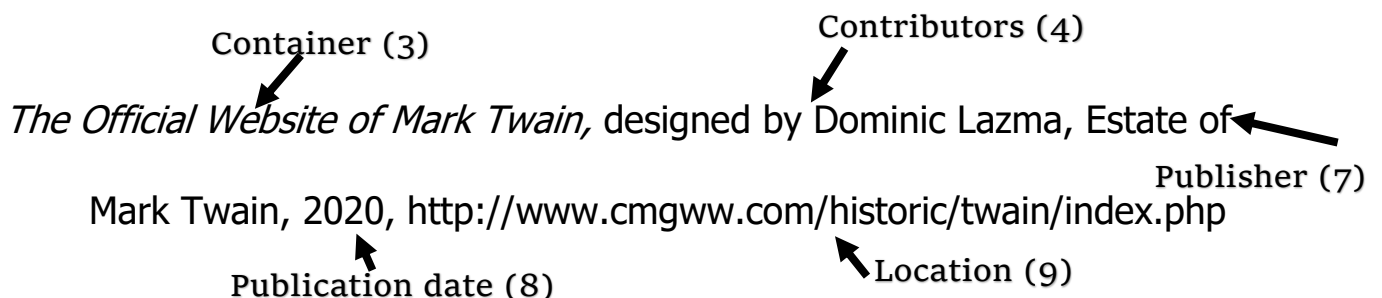 Container (3)
Contributors (4)
The Official Website of Mark Twain, designed by Dominic Lazma, Estate of
Publisher (7)
Mark Twain, 2020, http://www.cmgww.com/historic/twain/index.php
Publication date (8)
Location (9)